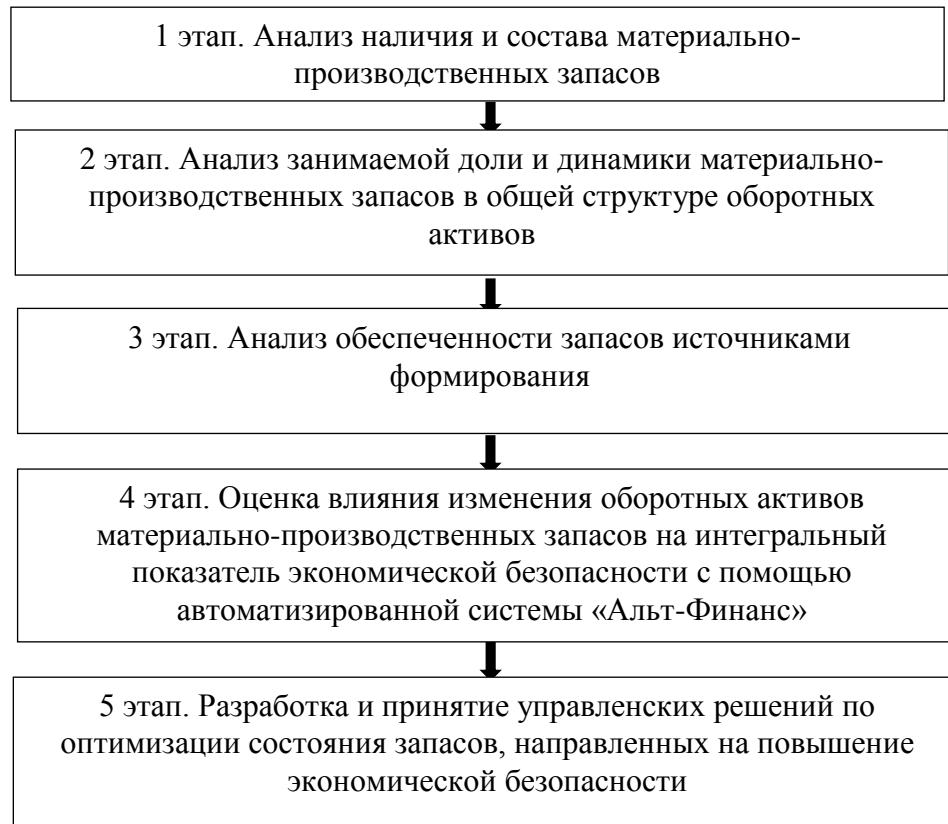 1 этап. Анализ наличия и состава материально-
производственных запасов
2 этап. Анализ занимаемой доли и динамики материально-
производственных запасов в общей структуре оборотных
активов
3 этап. Анализ обеспеченности запасов источниками
формирования
4 этап. Оценка влияния изменения оборотных активов
материально-производственных запасов на интегральный
показатель экономической безопасности с помощью
автоматизированной системы «Альт-Финанс»
5 этап. Разработка и принятие управленских решений по
оптимизации состояния запасов, направленных на повышение
экономической безопасности